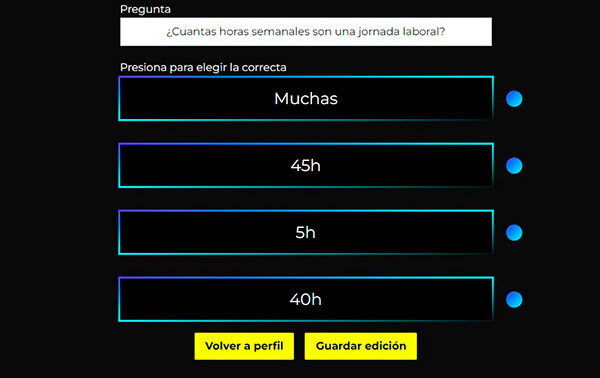 Pregunta
¿Cuantas horas semanales son una jornada laboral?
Presiona para elegir la correcta
Muchas
45h
5h
40h
Volver a perfil
Guardar edición